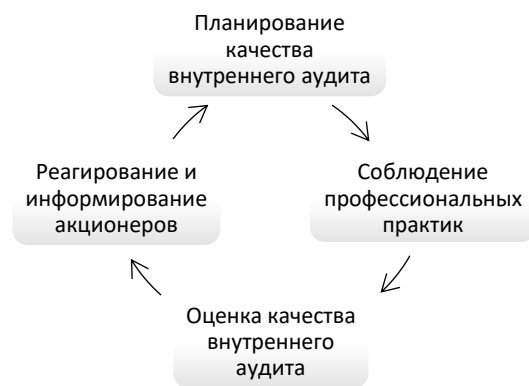 Планирование
качества
внутреннего аудита
Соблюдение
профессиональных
практик
Оценка качества
внутреннего
аудита
Реагирование и
информирование
акционеров